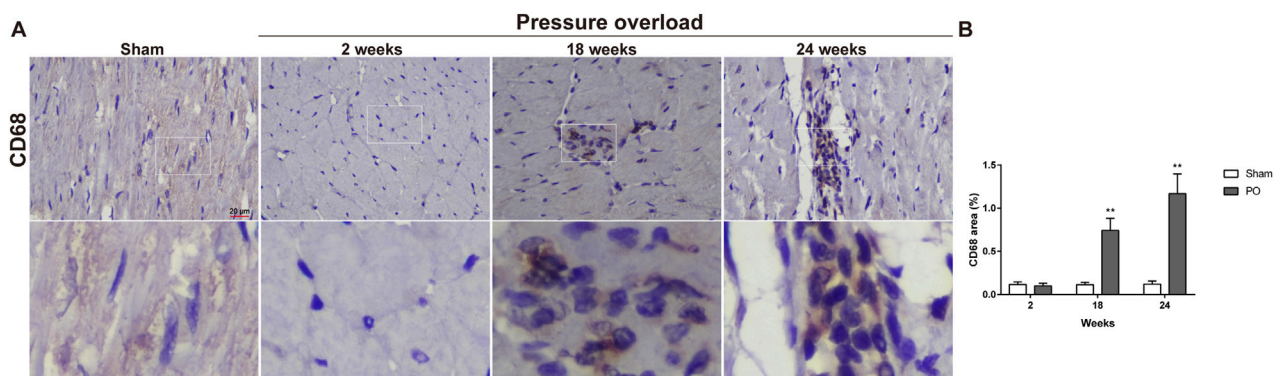 Pressure overload
A
B
Sham
2 weeks
18 weeks
24 weeks
CD68
20 µm
Sham
PO
1.5
1.0
0.5
0.0
CD68 area (%)
**
**
2
18
24
Weeks